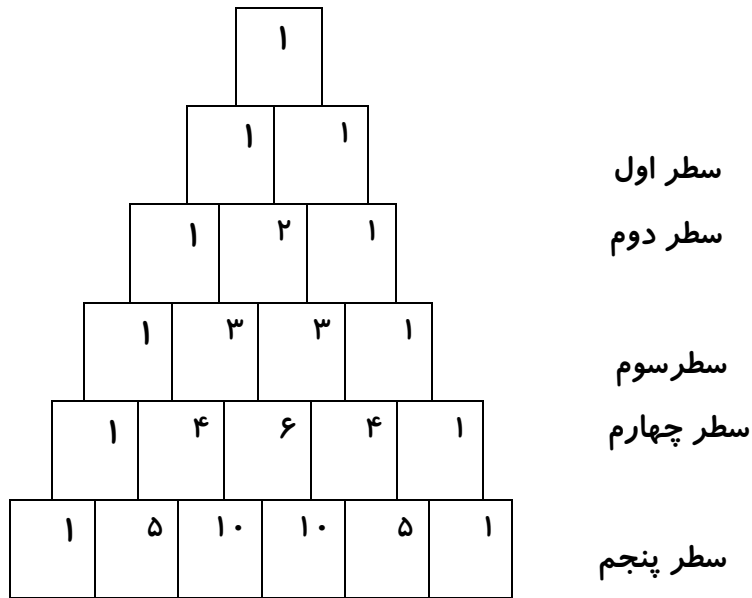 ۱
۱ ۱
سطر اول
۱ ۲ ۱
سطر دوم
۱ ۳ ۳ ۱
سطرسوم
۱ ۴ ۶ ۴ ۱
سطر چهارم
۱ ۵ ۱۰ ۱۰ ۵ ۱
سطر پنجم